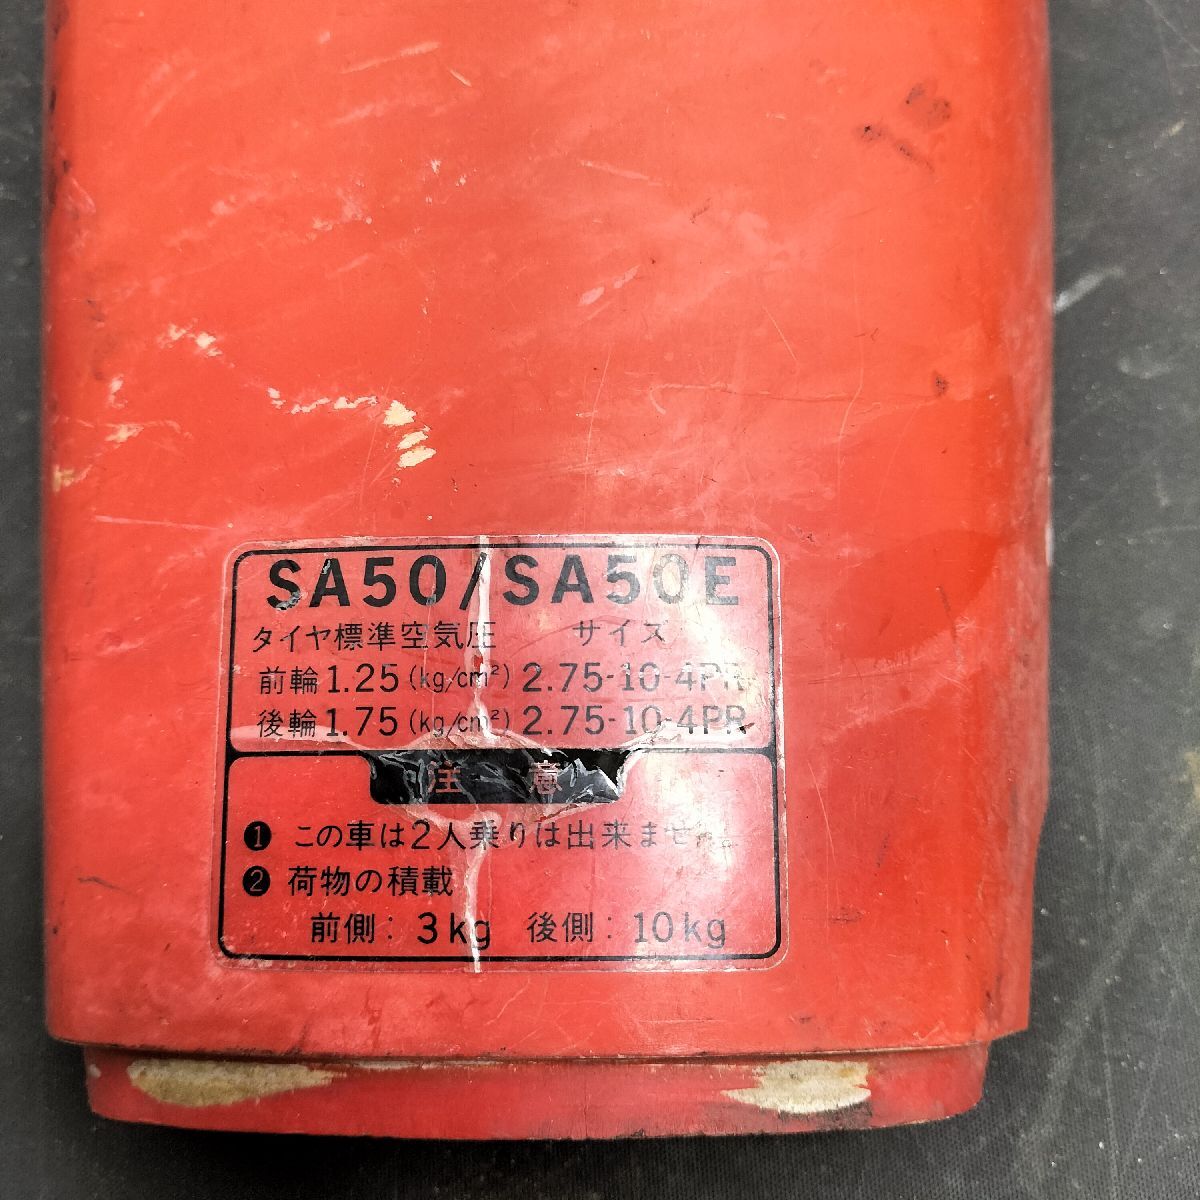 SA50/SA50E
タイヤ標準空気圧 サイズ
前輪 1.25 (kg/cm²) 2.75-10-4PR
後輪 1.75 (kg/cm²) 2.75-10-4PR
注 意
❶ この車は2人乗りは出来ません
❷ 荷物の積載
前側: 3kg 後側: 10kg